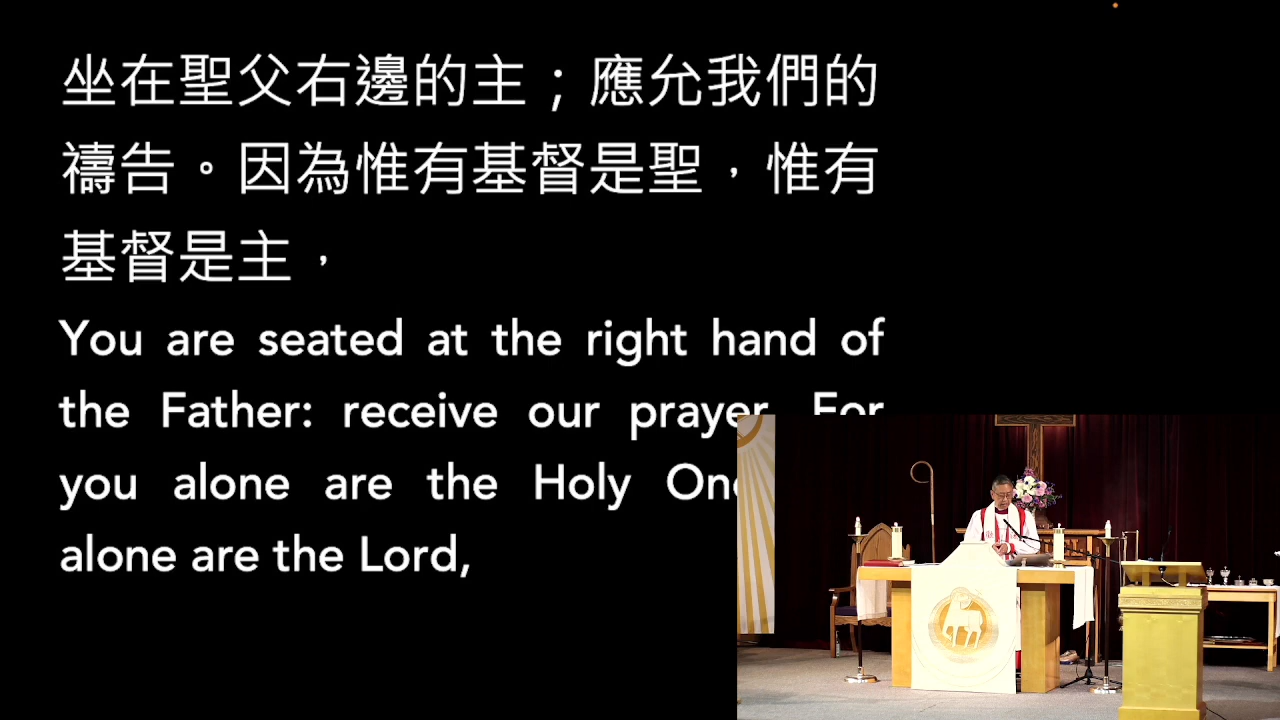 坐在聖父右邊的主；應允我們的
禱告。因為惟有基督是聖，惟有
基督是主，
You are seated at the right hand of
the Father: receive our prayer. For
you alone are the Holy
alone are the Lord,